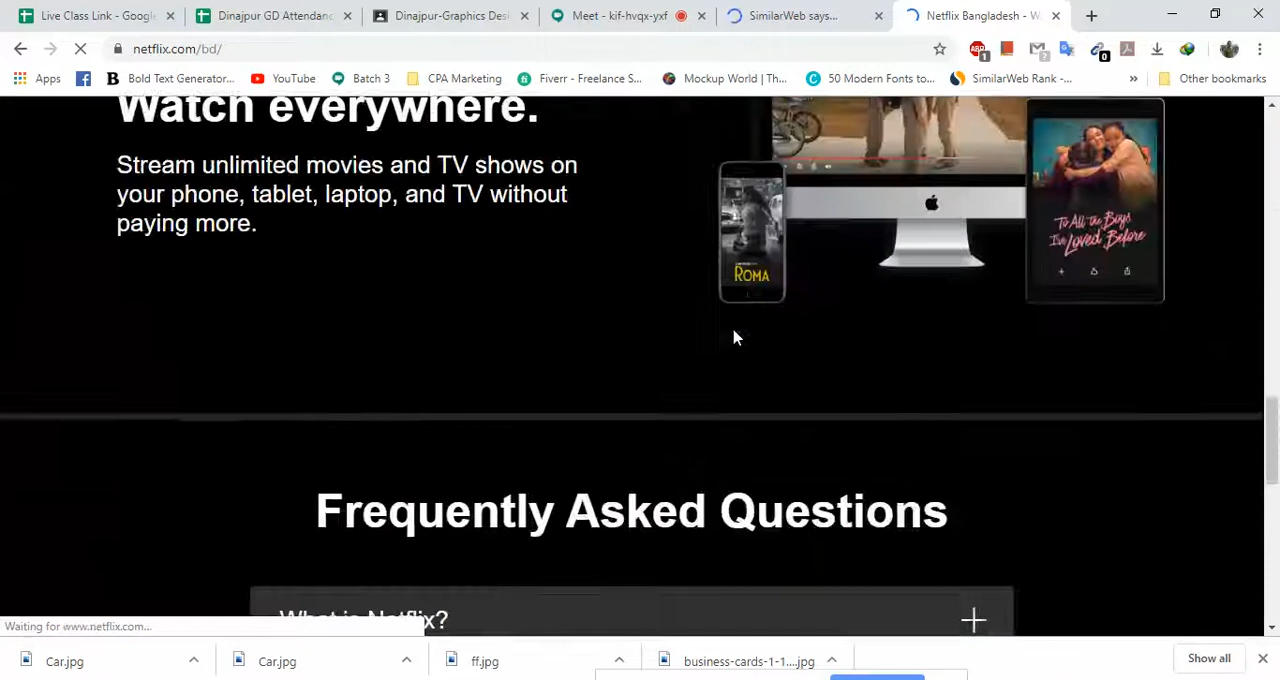 Live Class Link - Googl
Dinajpur GD Attendanc
Dinajpur-Graphics Desi
Meet - kif-hvqx-yxf
SimilarWeb says...
Netflix Bangladesh - W
netflix.com/bd/
Apps
Bold Text Generator...
YouTube
Batch 3
CPA Marketing
Fiverr - Freelance S...
Mockup World | Th...
50 Modern Fonts to...
SimilarWeb Rank -...
Other bookmarks
Watch everywhere.
Stream unlimited movies and TV shows on
your phone, tablet, laptop, and TV without
paying more.
ROMA
To All the Boys
I've Loved Before
Frequently Asked Questions
What is Netflix?
Waiting for www.netflix.com...
Car.jpg
Car.jpg
ff.jpg
business-cards-1-1....jpg
Show all